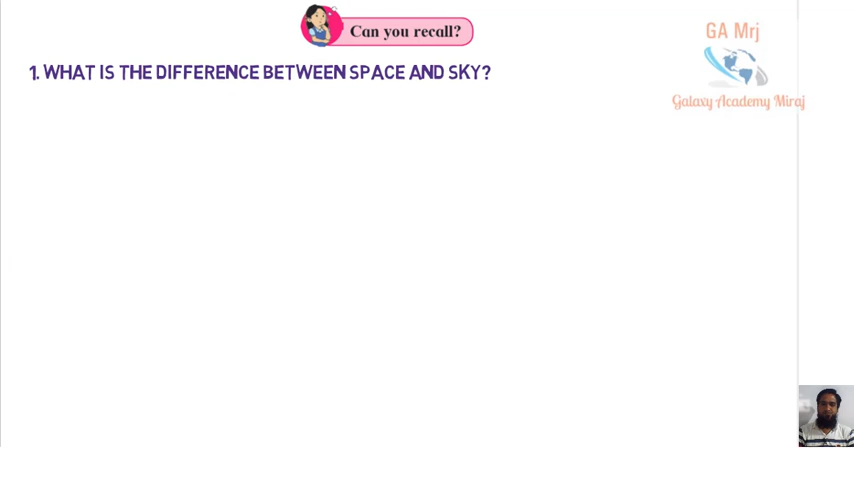 Can you recall?
GA Mrj
1. WHAT IS THE DIFFERENCE BETWEEN SPACE AND SKY?
Galaxy Academy Miraj